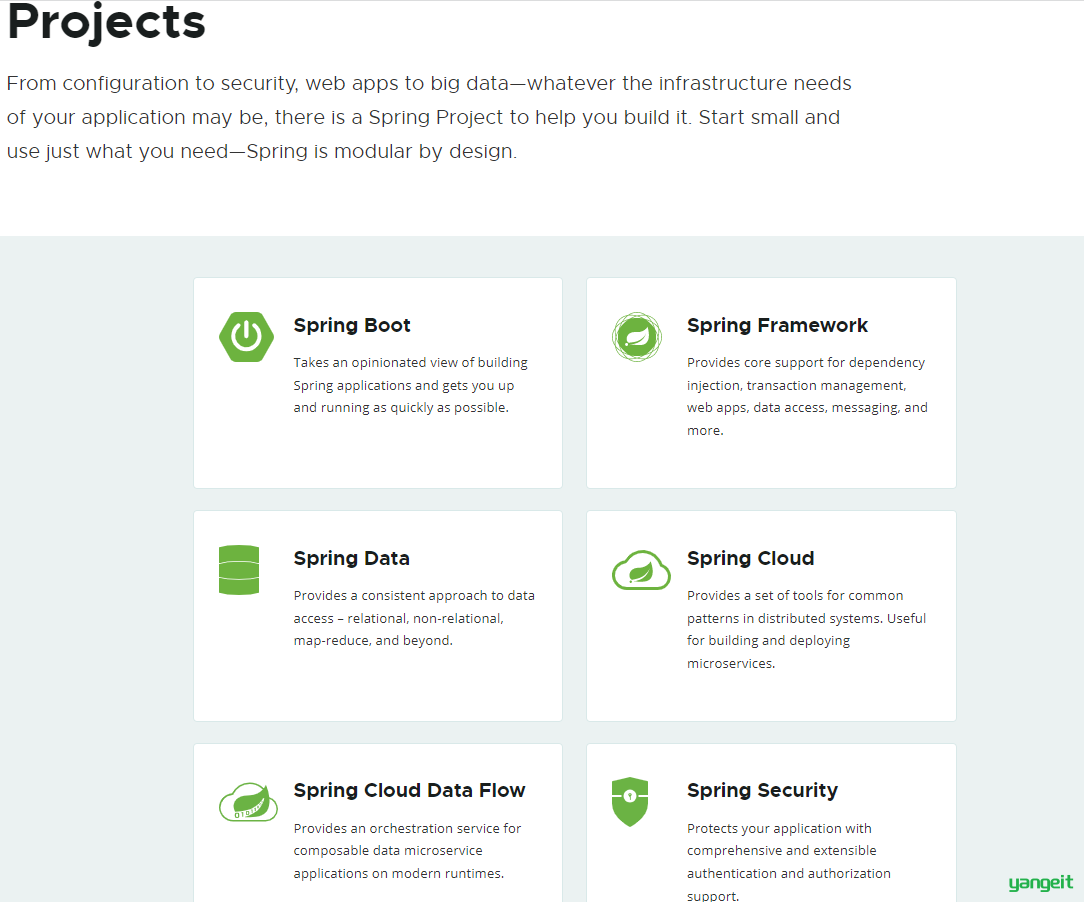 Projects
From configuration to security, web apps to big data—whatever the infrastructure needs
of your application may be, there is a Spring Project to help you build it. Start small and
use just what you need—Spring is modular by design.
Spring Boot
Takes an opinionated view of building
Spring applications and gets you up
and running as quickly as possible.
Spring Framework
Provides core support for dependency
injection, transaction management,
web apps, data access, messaging, and
more.
Spring Data
Provides a consistent approach to data
access – relational, non-relational,
map-reduce, and beyond.
Spring Cloud
Provides a set of tools for common
patterns in distributed systems. Useful
for building and deploying
microservices.
Spring Cloud Data Flow
Provides an orchestration service for
composable data microservice
applications on modern runtimes.
Spring Security
Protects your application with
comprehensive and extensible
authentication and authorization
support.
yangeit